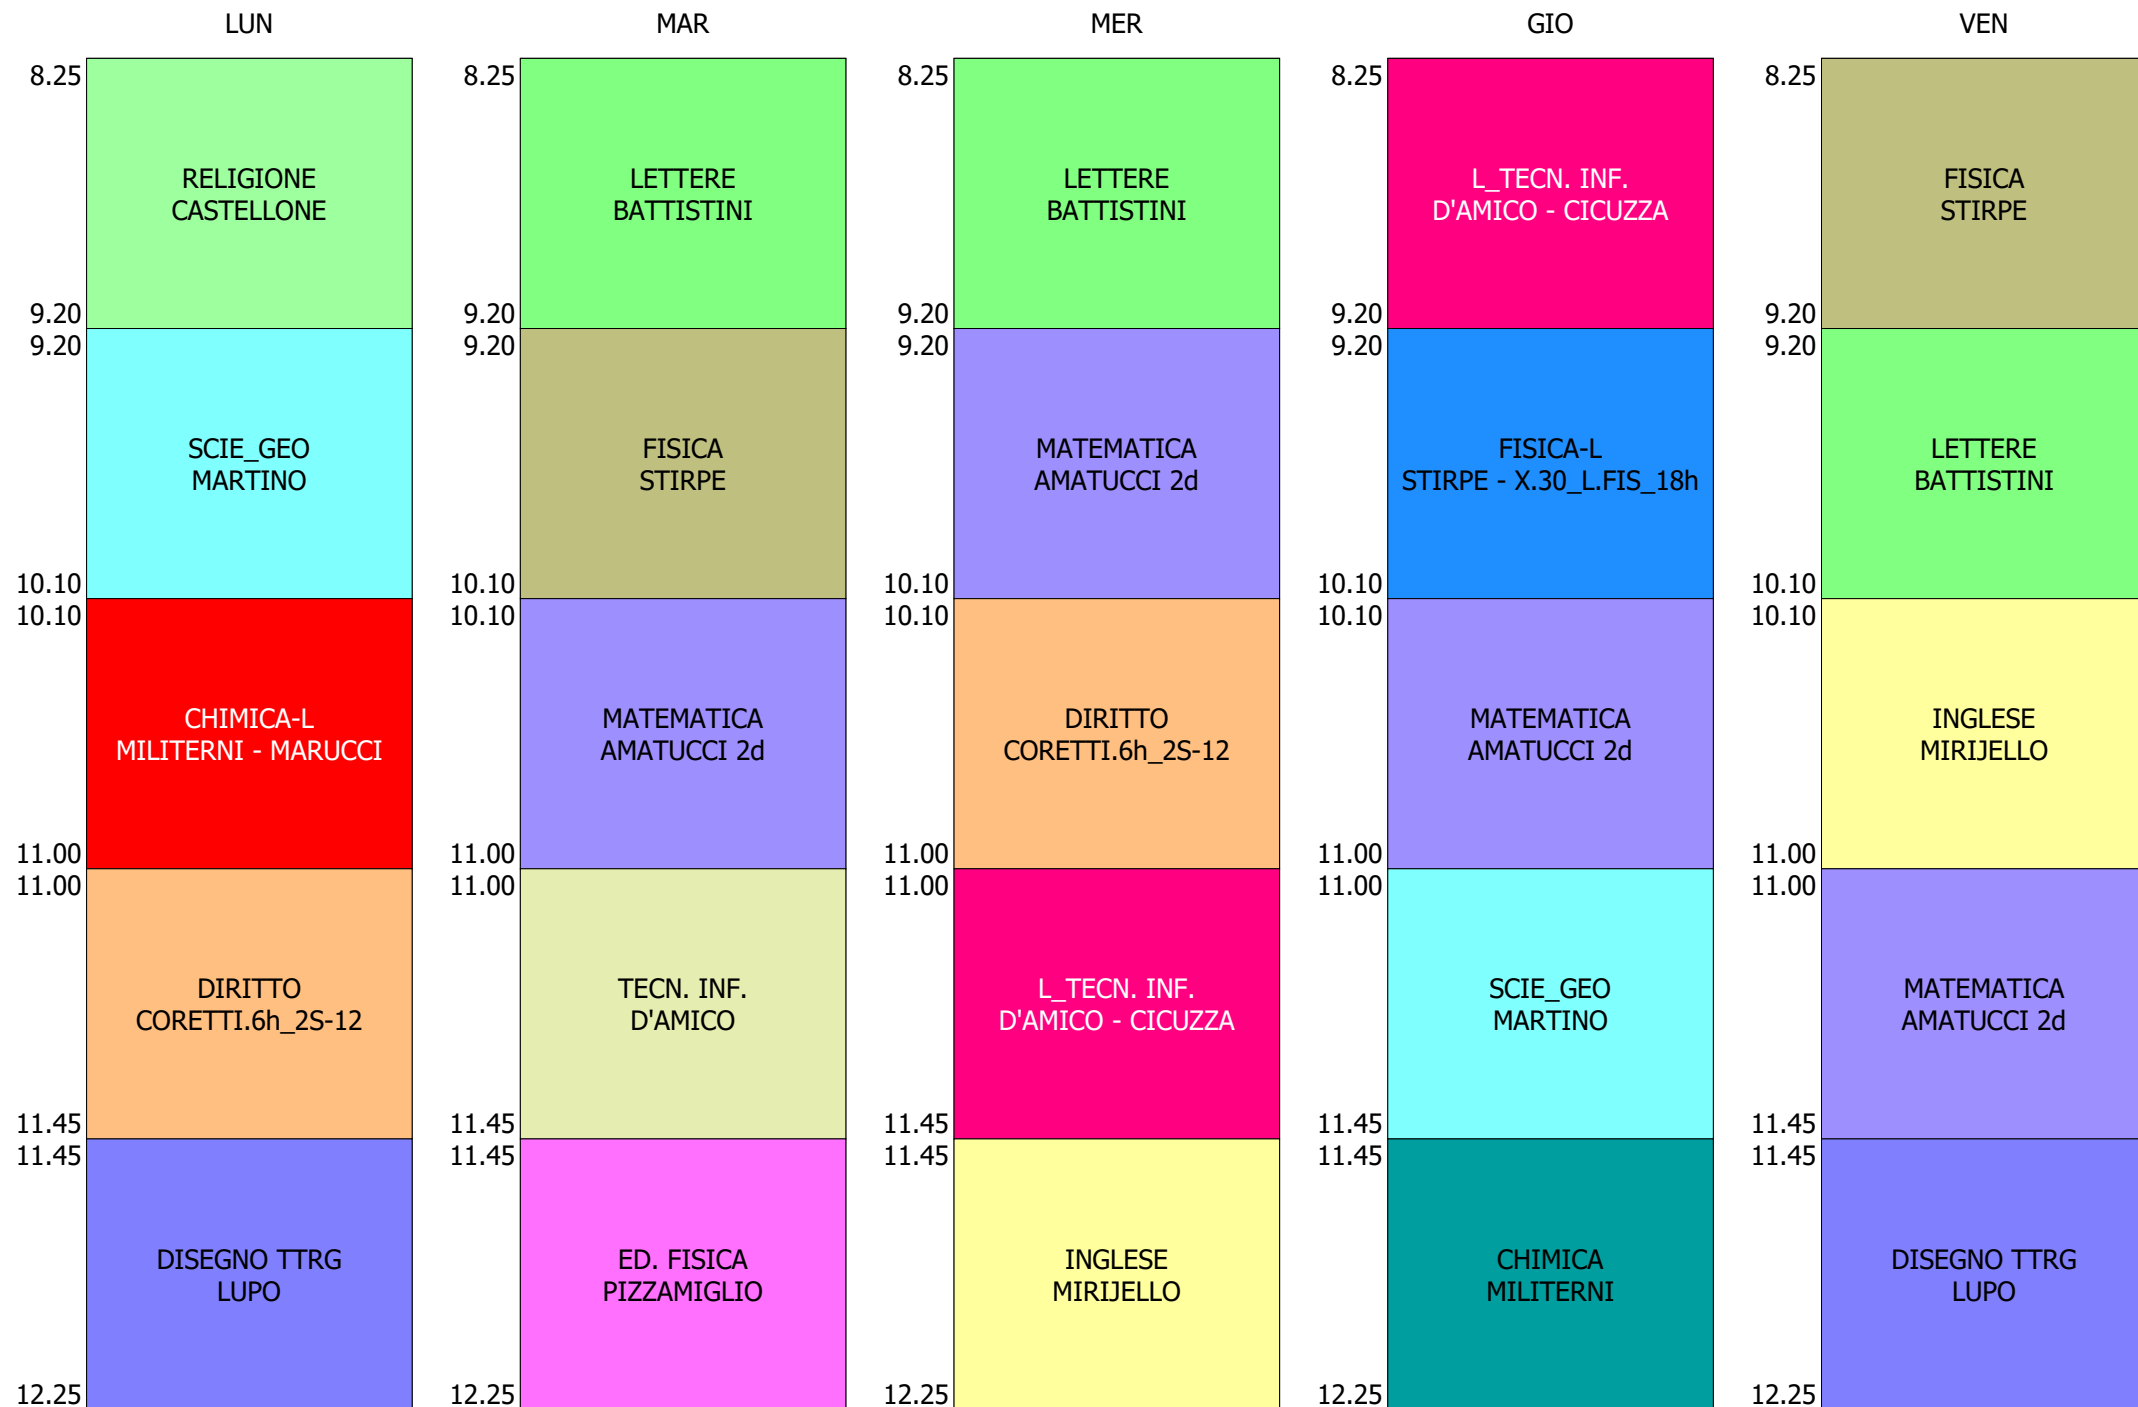 LUN MAR MER GIO VEN
8.25 8.25 8.25 8.25 8.25
RELIGIONE LETTERE LETTERE L_TECN. INF. FISICA
CASTELLONE BATTISTINI BATTISTINI D'AMICO - CICUZZA STIRPE
9.20 9.20 9.20 9.20 9.20
9.20 9.20 9.20 9.20 9.20
SCIE_GEO FISICA MATEMATICA FISICA-L LETTERE
MARTINO STIRPE AMATUCCI 2d STIRPE - X.30_L.FIS_18h BATTISTINI
10.10 10.10 10.10 10.10 10.10
10.10 10.10 10.10 10.10 10.10
CHIMICA-L MATEMATICA DIRITTO MATEMATICA INGLESE
MILITERNI - MARUCCI AMATUCCI 2d CORETTI.6h_2S-12 AMATUCCI 2d MIRIJELLO
11.00 11.00 11.00 11.00 11.00
11.00 11.00 11.00 11.00 11.00
DIRITTO TECN. INF. L_TECN. INF. SCIE_GEO MATEMATICA
CORETTI.6h_2S-12 D'AMICO D'AMICO - CICUZZA MARTINO AMATUCCI 2d
11.45 11.45 11.45 11.45 11.45
11.45 11.45 11.45 11.45 11.45
DISEGNO TTRG ED. FISICA INGLESE CHIMICA DISEGNO TTRG
LUPO PIZZAMIGLIO MIRIJELLO MILITERNI LUPO
12.25 12.25 12.25 12.25 12.25